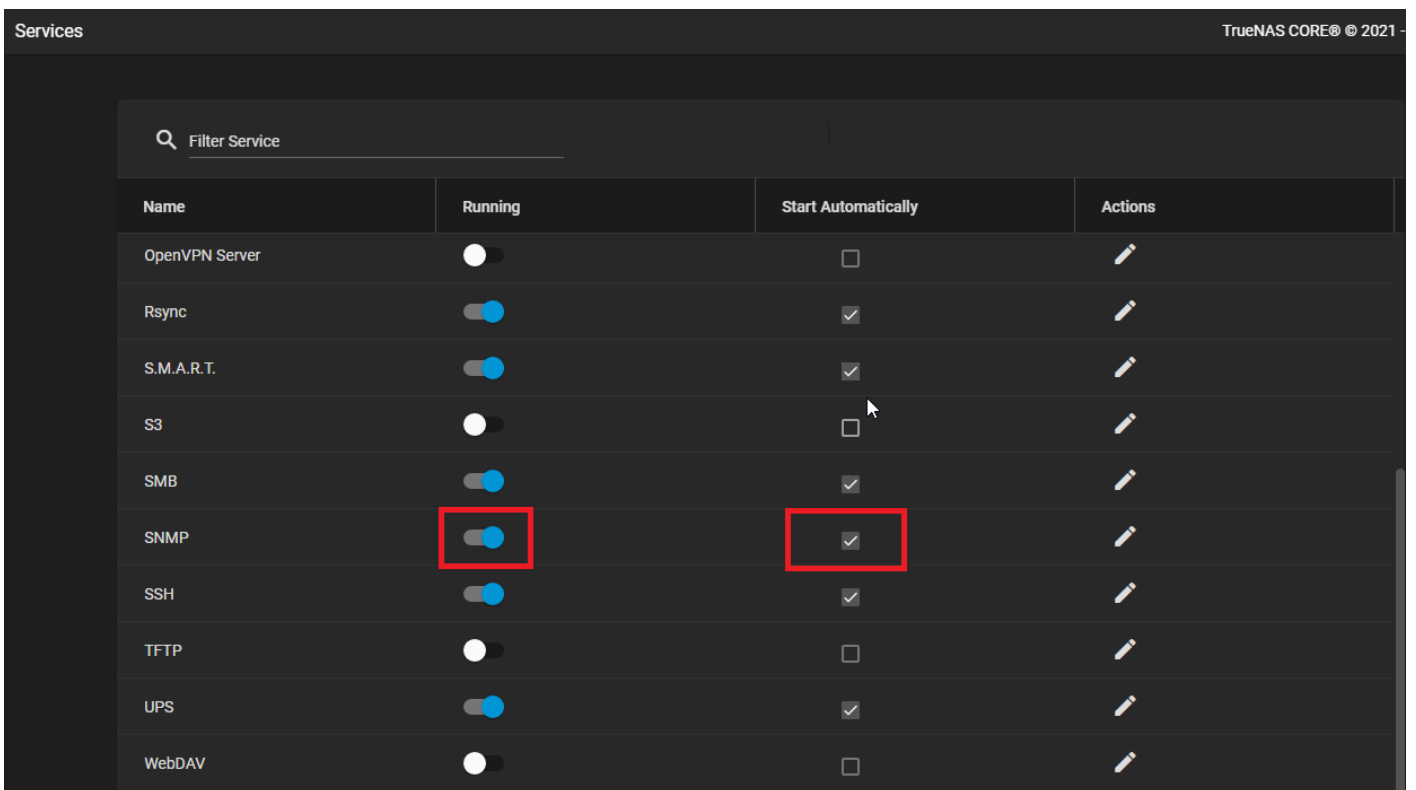 Services TrueNAS CORE® © 2021 -
Filter Service
Name Running Start Automatically Actions
OpenVPN Server
Rsync
S.M.A.R.T.
S3
SMB
SNMP
SSH
TFTP
UPS
WebDAV